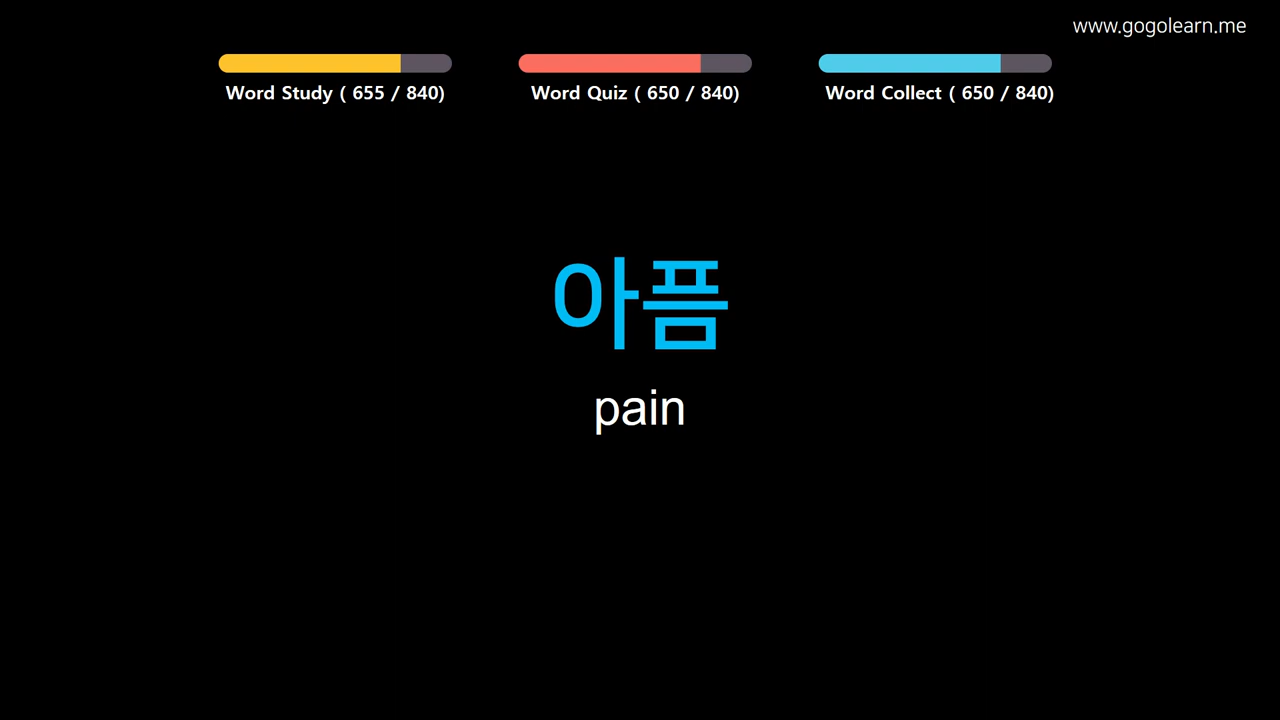 www.gogolearn.me
Word Study ( 655 / 840)
Word Quiz ( 650 / 840)
Word Collect ( 650 / 840)
아픔
pain